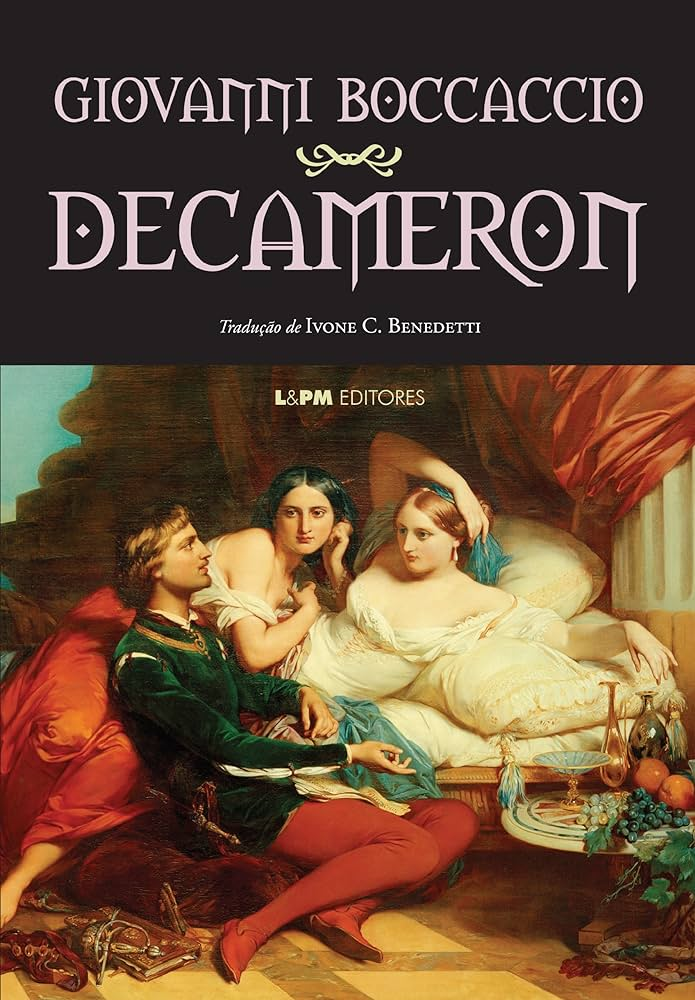 GIOVANNI BOCCACCIO
DECAMERON
Tradução de IVONE C. BENEDETTI
L&PM EDITORES